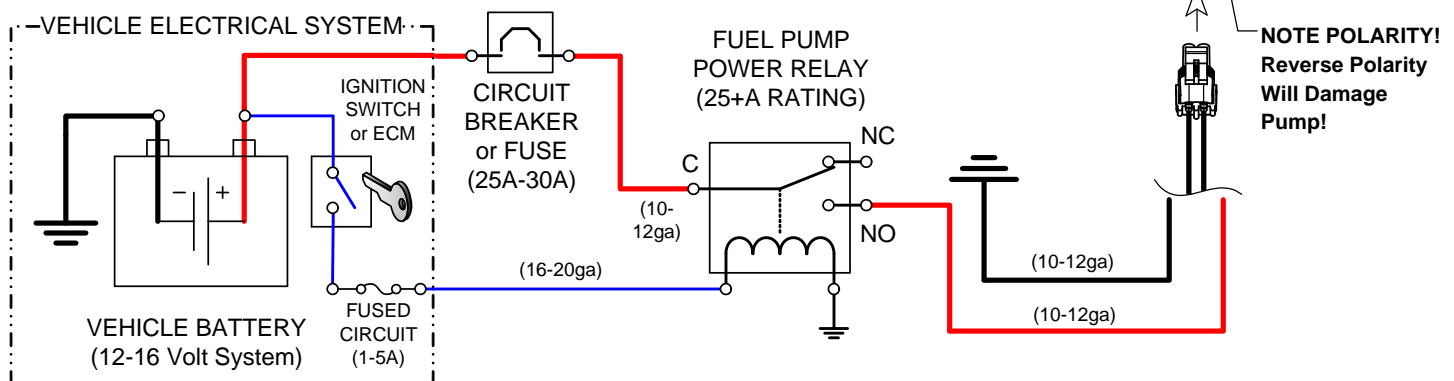 VEHICLE ELECTRICAL SYSTEM
IGNITION
SWITCH
or ECM
CIRCUIT
BREAKER
or FUSE
(25A-30A)
FUEL PUMP
POWER RELAY
(25+A RATING)
NOTE POLARITY!
Reverse Polarity
Will Damage
Pump!
C
NC
NO
(10-
12ga)
(16-20ga)
(10-12ga)
(10-12ga)
- +
VEHICLE BATTERY
(12-16 Volt System)
FUSED
CIRCUIT
(1-5A)